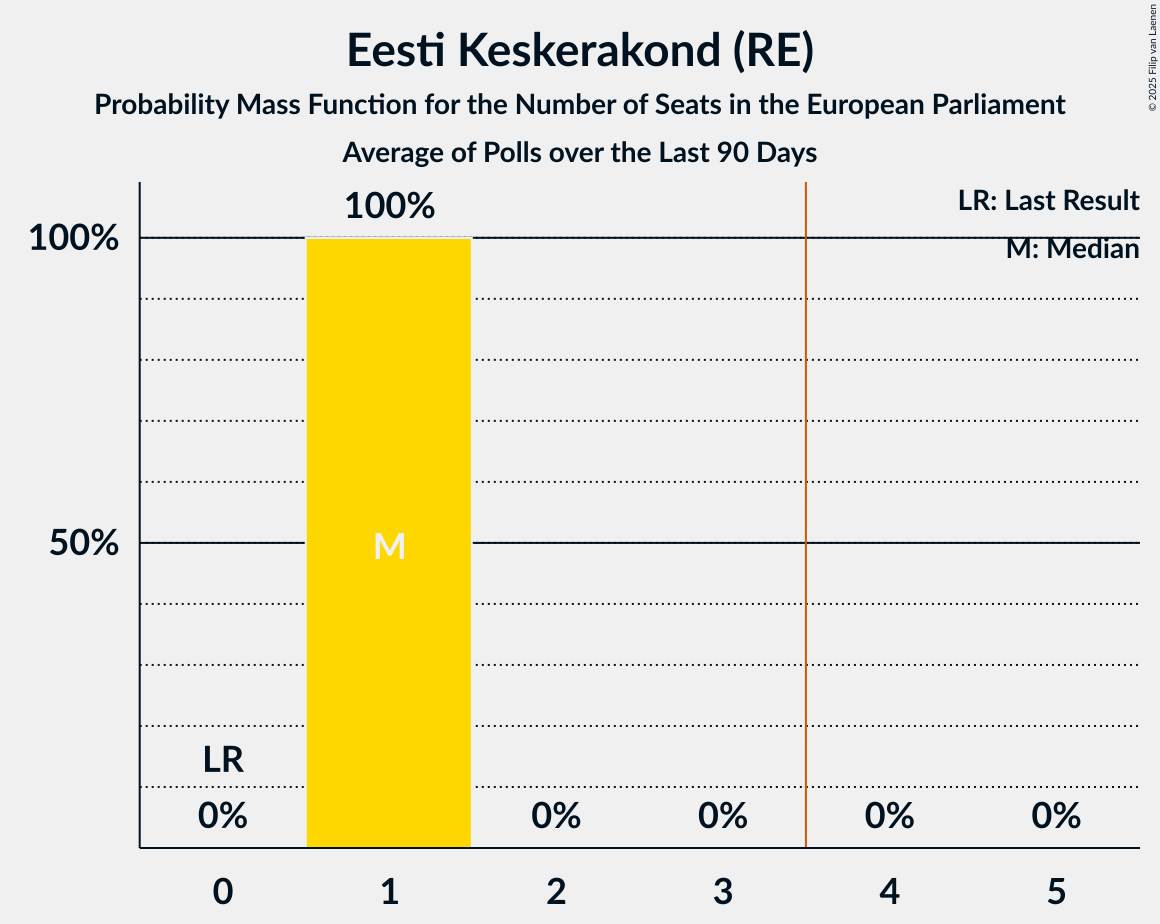 Eesti Keskerakond (RE)
Probability Mass Function for the Number of Seats in the European Parliament
Average of Polls over the Last 90 Days
© 2025 Filip van Laenen
LR: Last Result
M: Median
100%
100%
50%
M
LR
0%
0%
0%
0%
0%
0
1
2
3
4
5